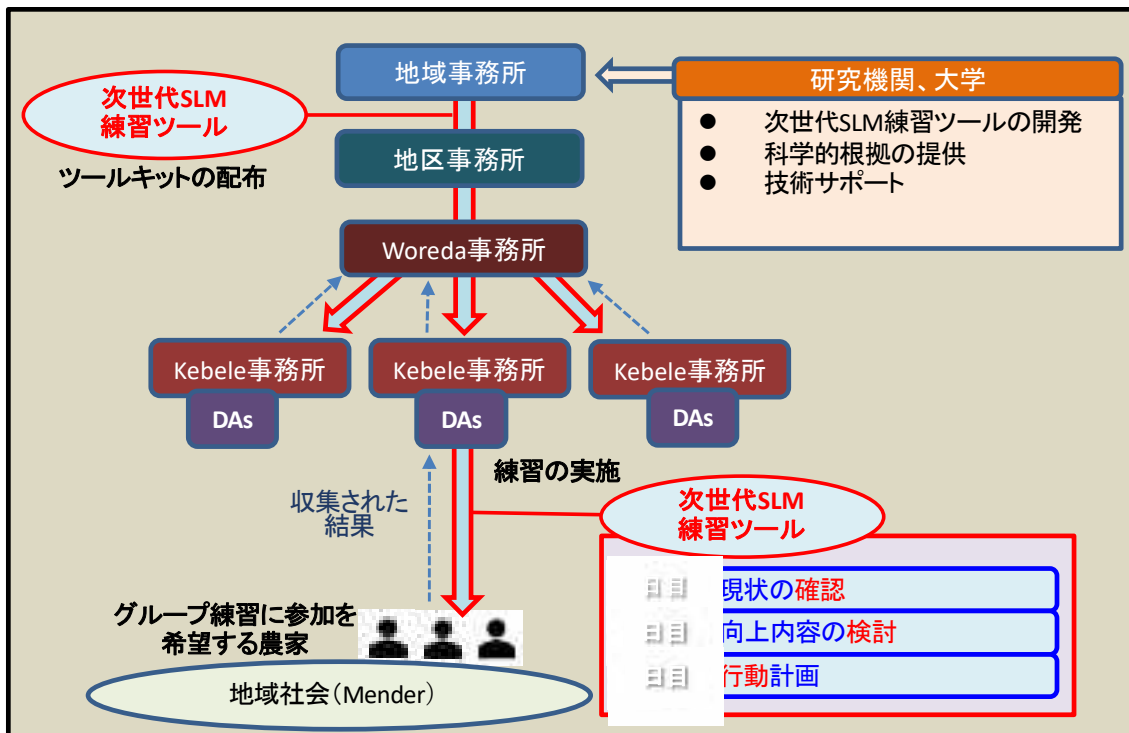 地域事務所
研究機関、大学
次世代SLM
練習ツール
● 次世代SLM練習ツールの開発
● 科学的根拠の提供
● 技術サポート
地区事務所
ツールキットの配布
Woreda事務所
Kebele事務所
Kebele事務所
Kebele事務所
DAs
DAs
DAs
練習の実施
収集された
結果
次世代SLM
練習ツール
日目 現状の確認
日目 向上内容の検討
日目 行動計画
グループ練習に参加を
希望する農家
地域社会(Mender)